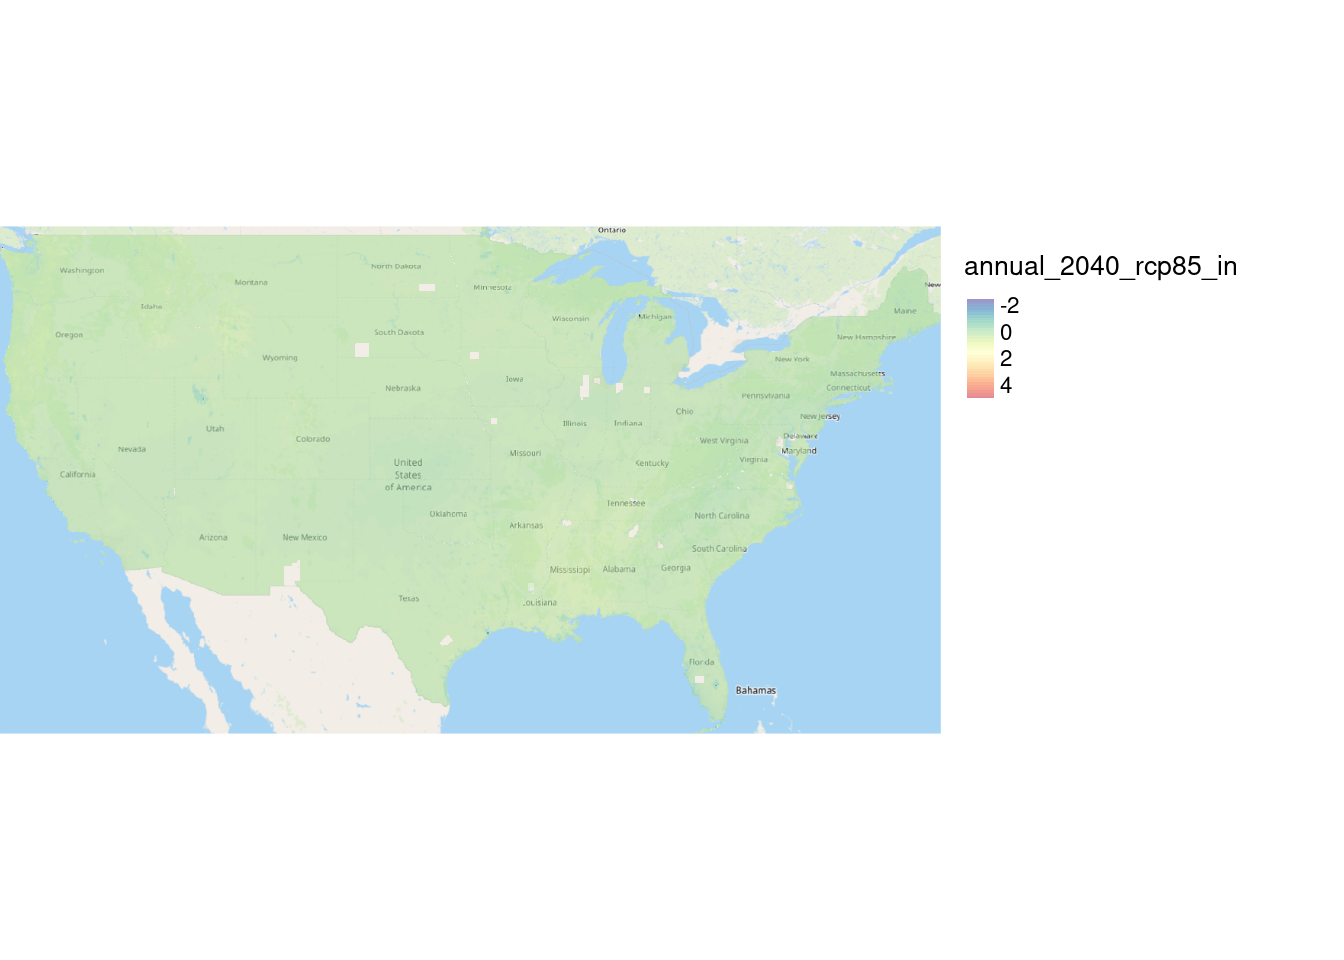 Ontario
Washington
Montana
North Dakota
Minnesota
New
Idaho
Maine
Oregon
South Dakota
Wisconsin
Michigan
New Hampshire
Wyoming
New York
Massachusetts
Nebraska
Iowa
Connecticut
Pennsylvania
Ohio
New Jersey
Utah
Colorado
Illinois
Indiana
Delaware
Nevada
West Virginia
Maryland
Missouri
United
States
of America
Kentucky
Virginia
California
Tennessee
Oklahoma
North Carolina
Arkansas
Arizona
New Mexico
South Carolina
Mississippi
Alabama
Georgia
Texas
ouisiana
Florida
Bahamas
annual_2040_rcp85_in
-2
0
2
4